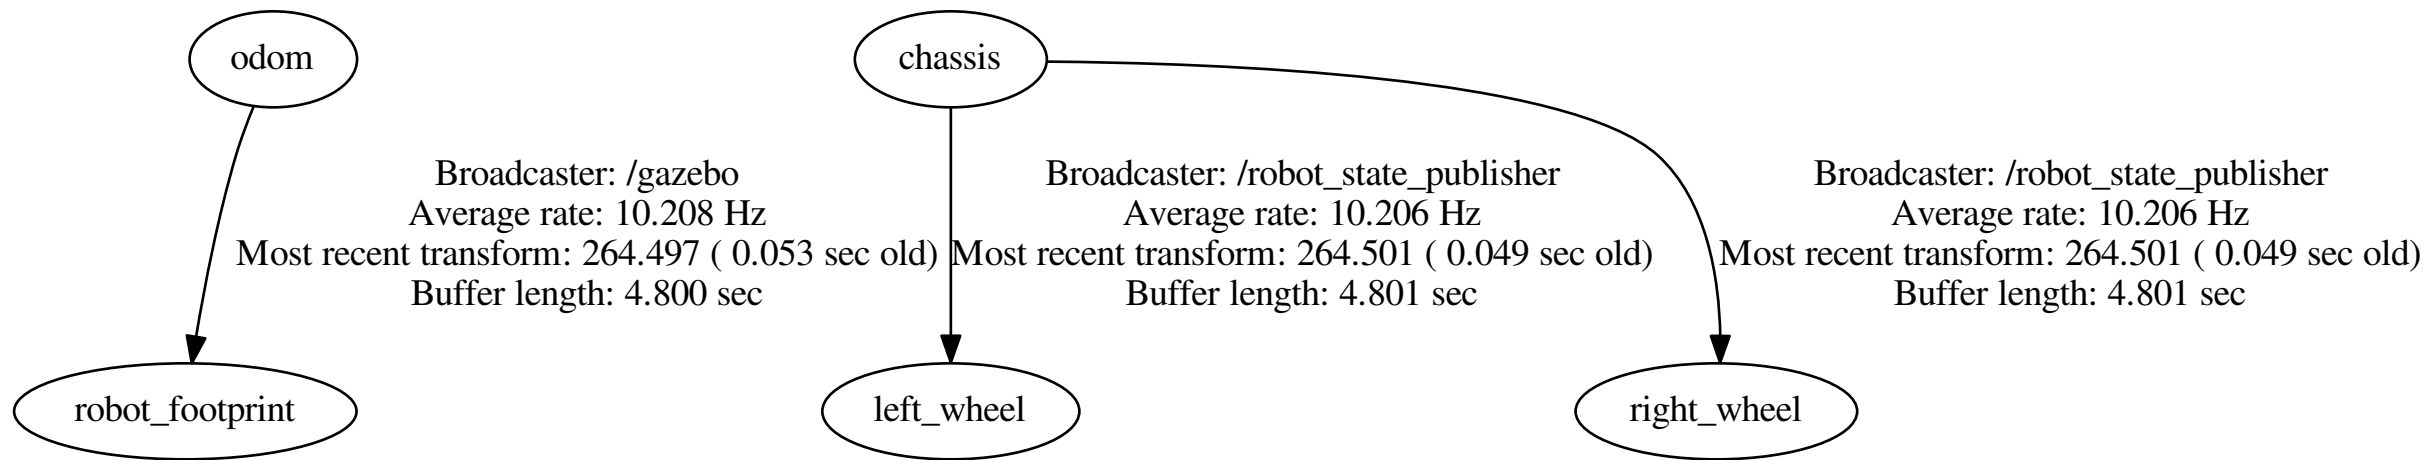 odom
chassis
Broadcaster: /gazebo
Average rate: 10.208 Hz
Most recent transform: 264.497 ( 0.053 sec old)
Buffer length: 4.800 sec
Broadcaster: /robot_state_publisher
Average rate: 10.206 Hz
Most recent transform: 264.501 ( 0.049 sec old)
Buffer length: 4.801 sec
Broadcaster: /robot_state_publisher
Average rate: 10.206 Hz
Most recent transform: 264.501 ( 0.049 sec old)
Buffer length: 4.801 sec
robot_footprint
left_wheel
right_wheel